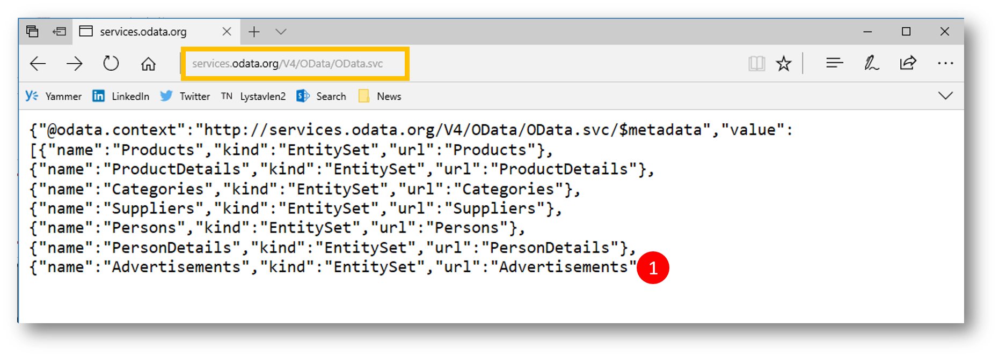 services.odata.org
services.odata.org/V4/OData/OData.svc
Yammer LinkedIn Twitter TN Lystavlen2 Search News
{"@odata.context":"http://services.odata.org/V4/OData/OData.svc/$metadata","value":
[{"name":"Products","kind":"EntitySet","url":"Products"},
{"name":"ProductDetails","kind":"EntitySet","url":"ProductDetails"},
{"name":"Categories","kind":"EntitySet","url":"Categories"},
{"name":"Suppliers","kind":"EntitySet","url":"Suppliers"},
{"name":"Persons","kind":"EntitySet","url":"Persons"},
{"name":"PersonDetails","kind":"EntitySet","url":"PersonDetails"},
{"name":"Advertisements","kind":"EntitySet","url":"Advertisements" 1